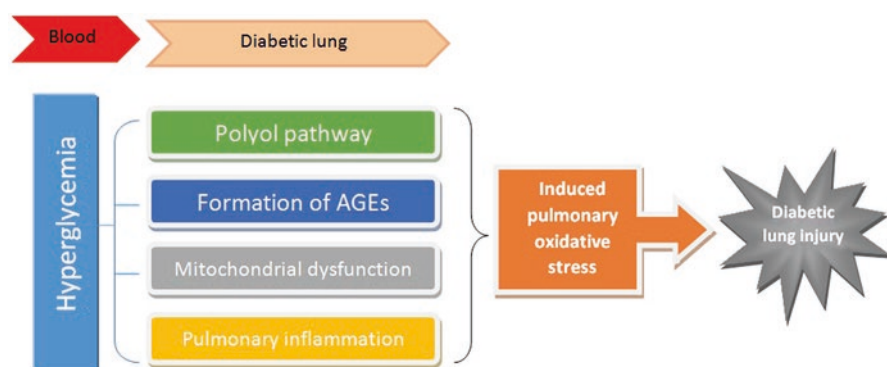 Blood
Diabetic lung
Hyperglycemia
Polyol pathway
Formation of AGEs
Mitochondrial dysfunction
Pulmonary inflammation
Induced
pulmonary
oxidative
stress
Diabetic
lung injury